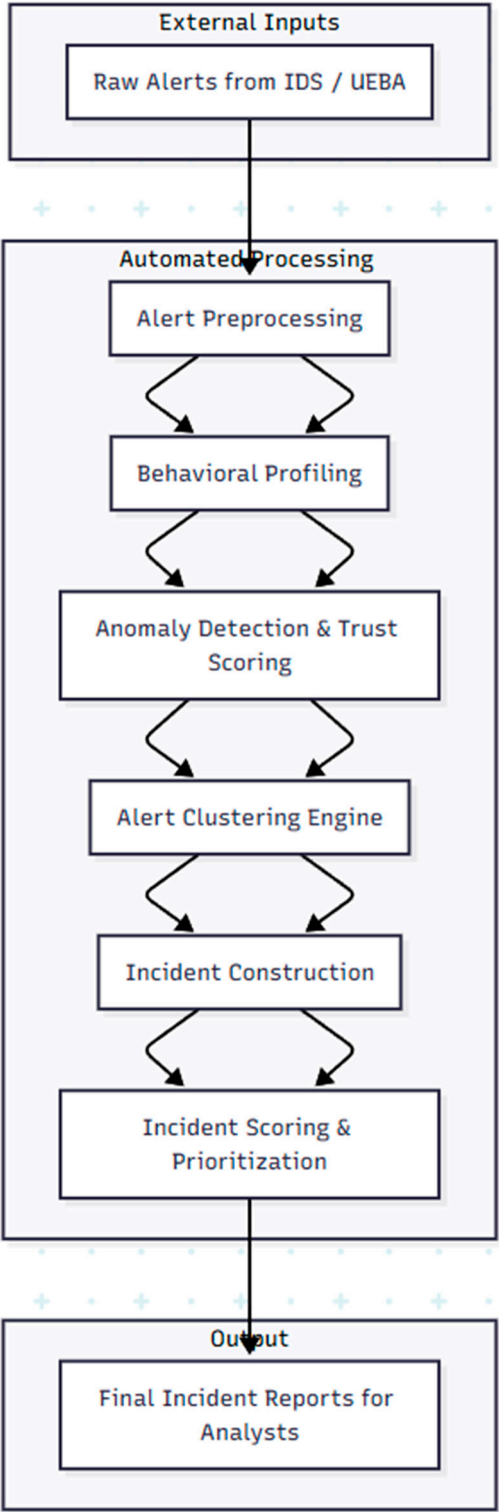 External Inputs
Raw Alerts from IDS / UEBA
Automated Processing
Alert Preprocessing
Behavioral Profiling
Anomaly Detection & Trust
Scoring
Alert Clustering Engine
Incident Construction
Incident Scoring &
Prioritization
Output
Final Incident Reports for
Analysts